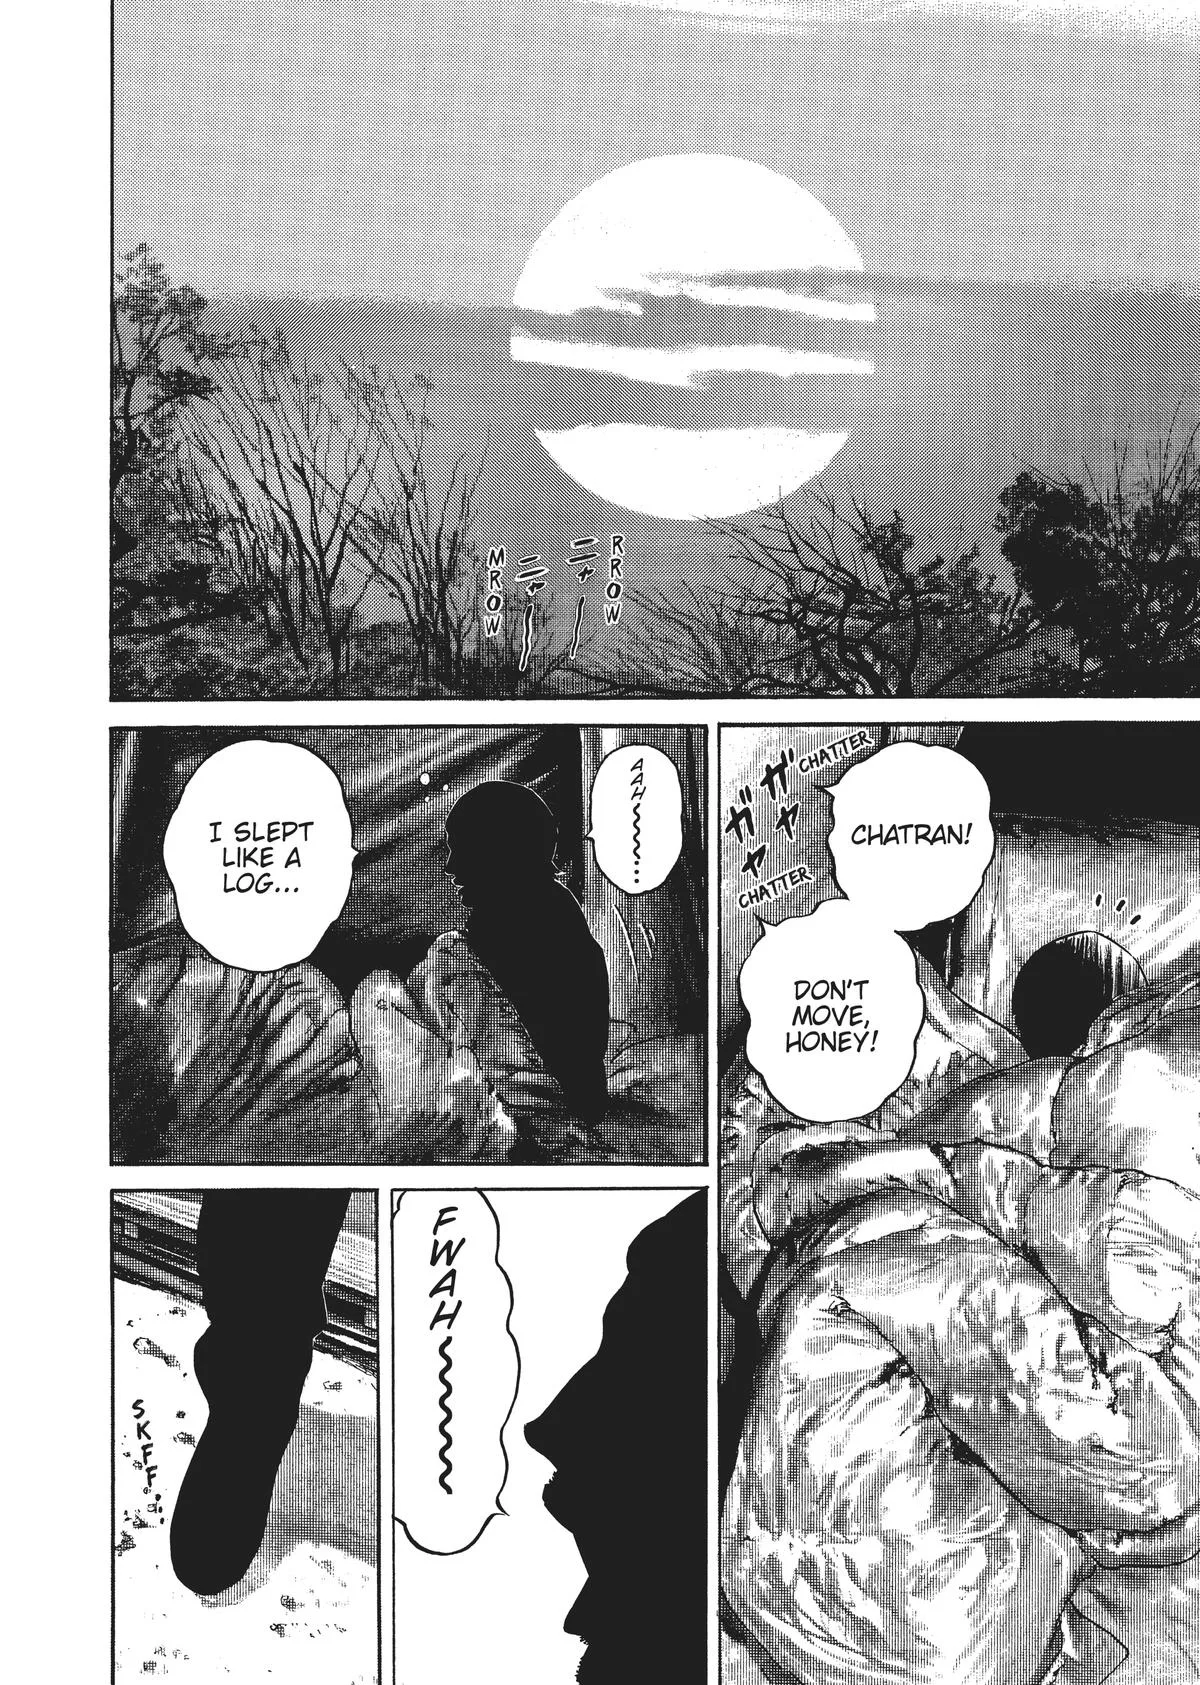 RROW
ニャ
ニャ
MROW
CHATTER
ガヤ
ガヤ
CHATTER
CHATRAN!
DON'T
MOVE,
HONEY!
AAH
...
I SLEPT
LIKE A
LOG...
FWAH
SKFF...